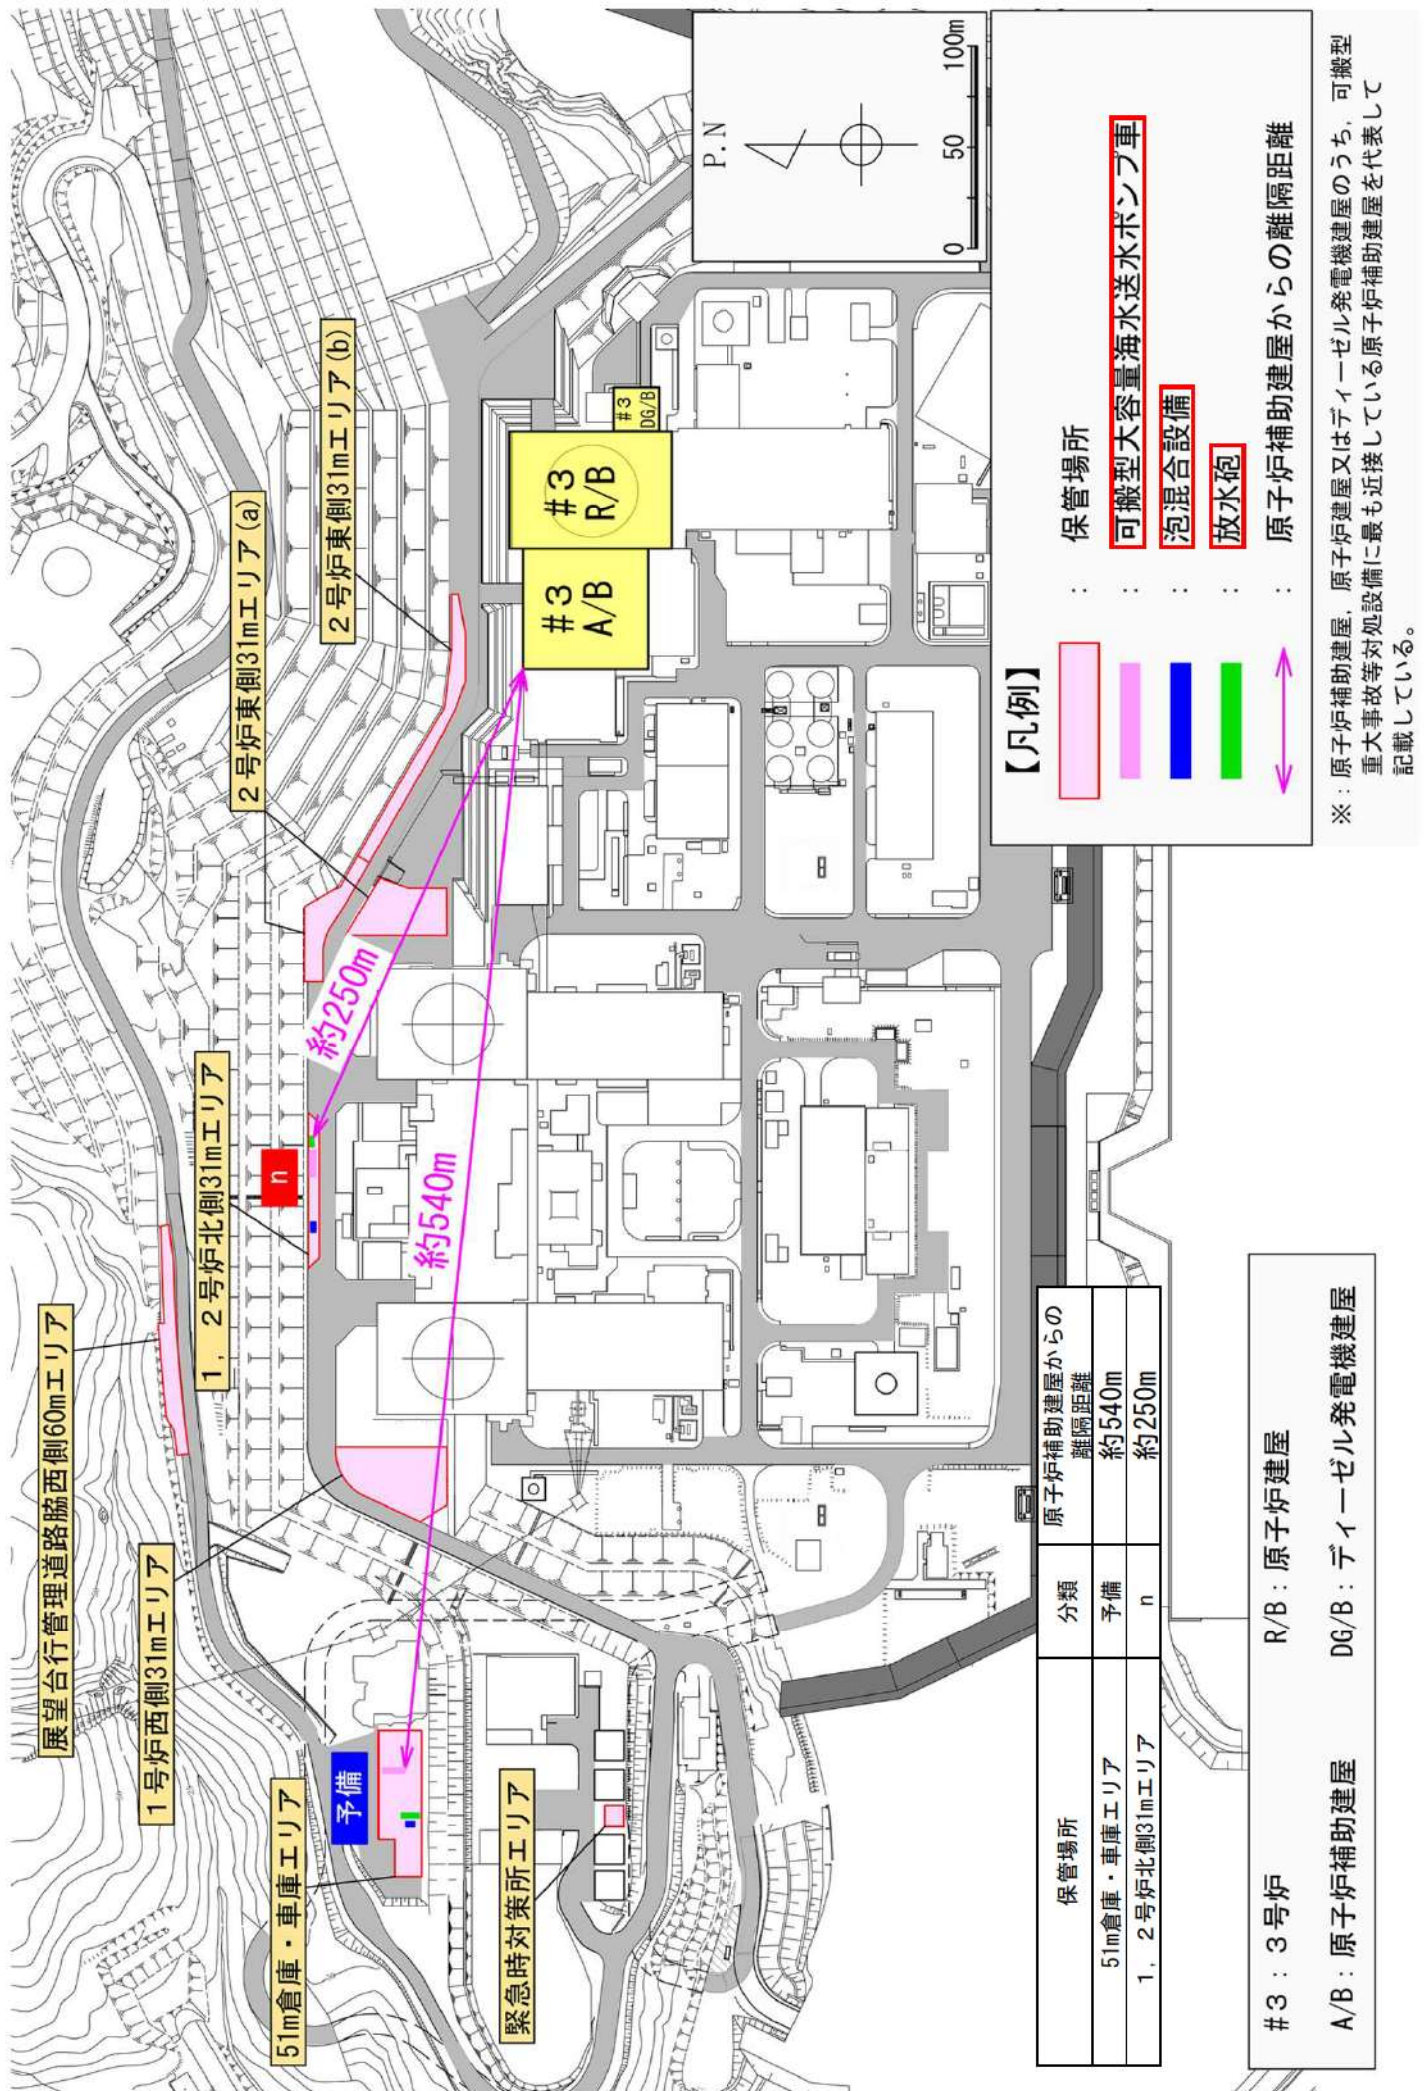 展望台行管理道路脇西側60mエリア
1号炉西側31mエリア
51m倉庫・車庫エリア
予備
緊急時対策所エリア
1, 2号炉北側31mエリア
n
2号炉東側31mエリア(a)
2号炉東側31mエリア(b)
約250m
約540m
#3
A/B
#3
R/B
#3
DG/B
P.N
0 50 100m
【凡例】
: 保管場所
: 可搬型大容量海水送水ポンプ車
: 泡混合設備
: 放水砲
: 原子炉補助建屋からの離隔距離
※:原子炉補助建屋,原子炉建屋又はディーゼル発電機建屋のうち,可搬型
重大事故等対処設備に最も近接している原子炉補助建屋を代表して
記載している。
保管場所 分類 原子炉補助建屋からの
離隔距離
51m倉庫・車庫エリア 予備 約540m
1, 2号炉北側31mエリア n 約250m
#3:3号炉 R/B:原子炉建屋
A/B:原子炉補助建屋 DG/B:ディーゼル発電機建屋